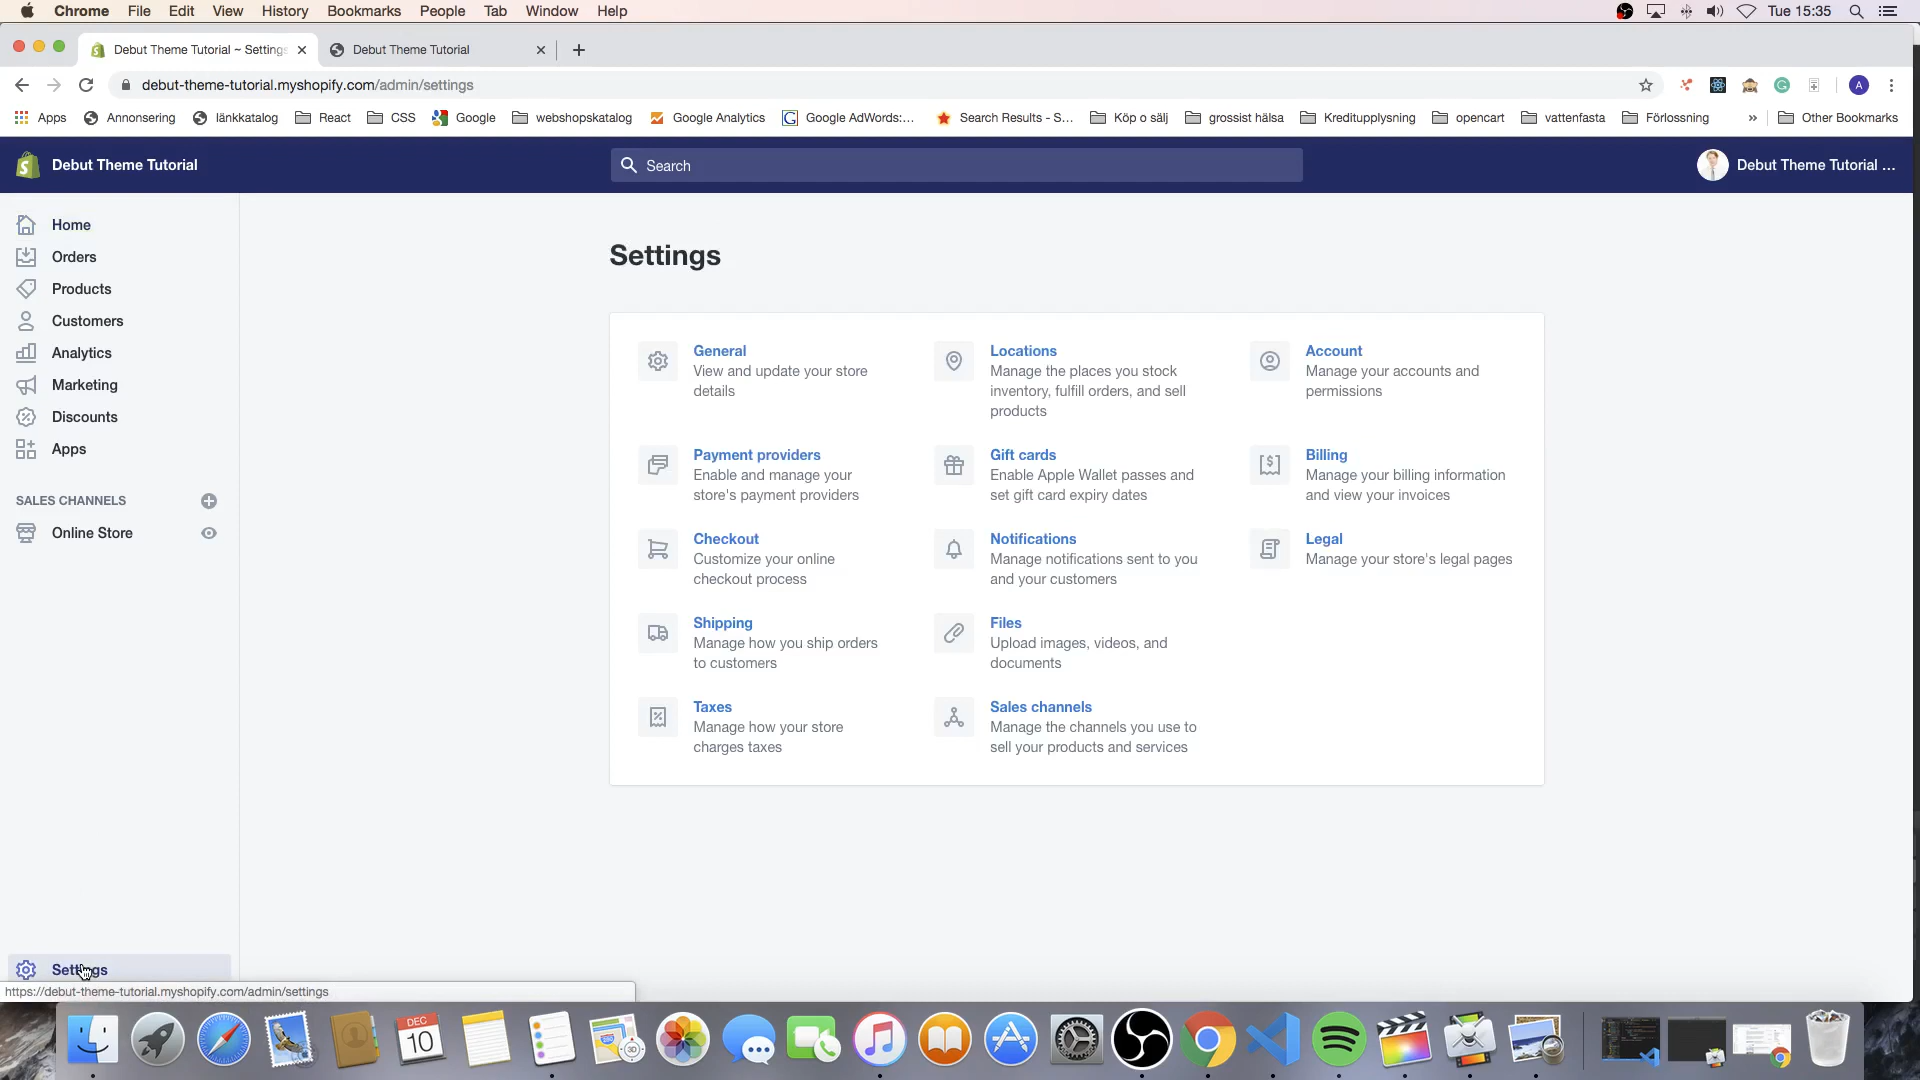 Chrome File Edit View History Bookmarks People Tab Window Help Tue 15:35
Debut Theme Tutorial ~ Settings Debut Theme Tutorial
debut-theme-tutorial.myshopify.com/admin/settings A
Apps Annonsering länkkatalog React CSS Google webshopskatalog Google Analytics Google AdWords:... Search Results - S... Köp o sälj grossist hälsa Kreditupplysning opencart vattenfasta Förlossning » Other Bookmarks
Debut Theme Tutorial Search Debut Theme Tutorial ...
Home
Orders
Products
Customers
Analytics
Marketing
Discounts
Apps
SALES CHANNELS
Online Store
Settings
https://debut-theme-tutorial.myshopify.com/admin/settings
Settings
General
View and update your store
details
Locations
Manage the places you stock
inventory, fulfill orders, and sell
products
Account
Manage your accounts and
permissions
Payment providers
Enable and manage your
store's payment providers
Gift cards
Enable Apple Wallet passes and
set gift card expiry dates
Billing
Manage your billing information
and view your invoices
Checkout
Customize your online
checkout process
Notifications
Manage notifications sent to you
and your customers
Legal
Manage your store's legal pages
Shipping
Manage how you ship orders
to customers
Files
Upload images, videos, and
documents
Taxes
Manage how your store
charges taxes
Sales channels
Manage the channels you use to
sell your products and services
DEC
10
3D